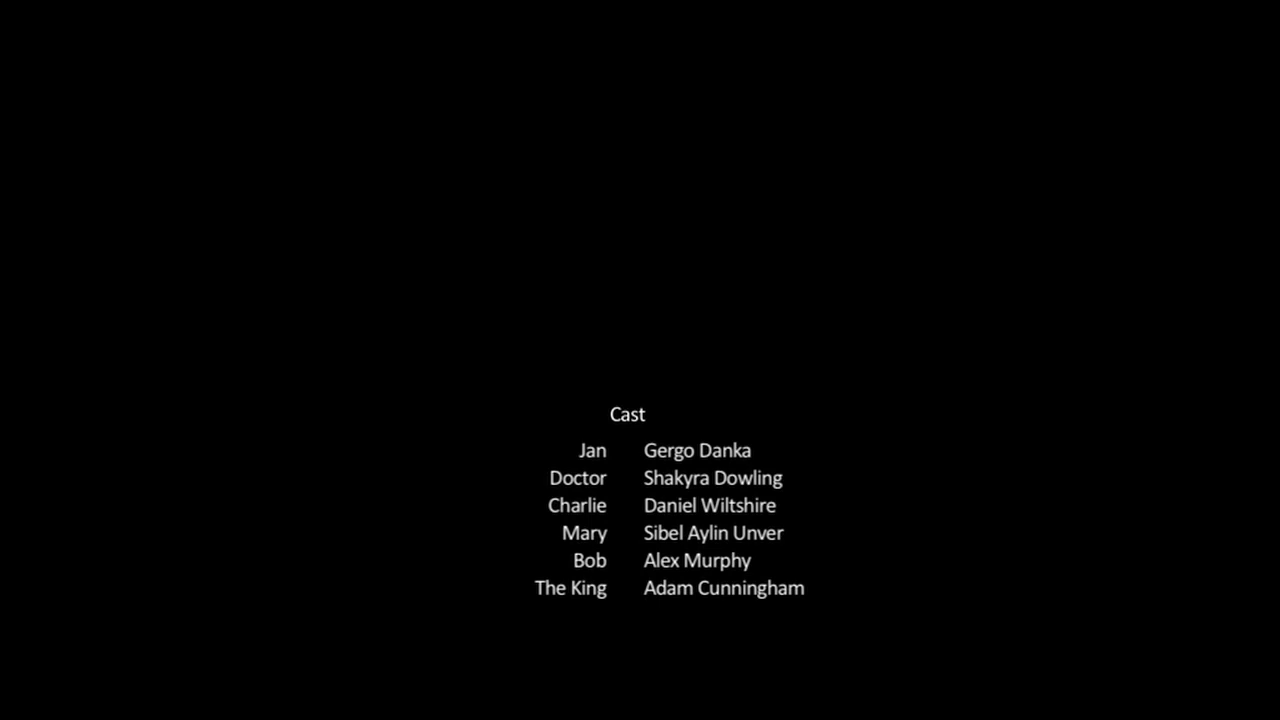 Cast
Jan Gergo Danka
Doctor Shakyra Dowling
Charlie Daniel Wiltshire
Mary Sibel Aylin Unver
Bob Alex Murphy
The King Adam Cunningham